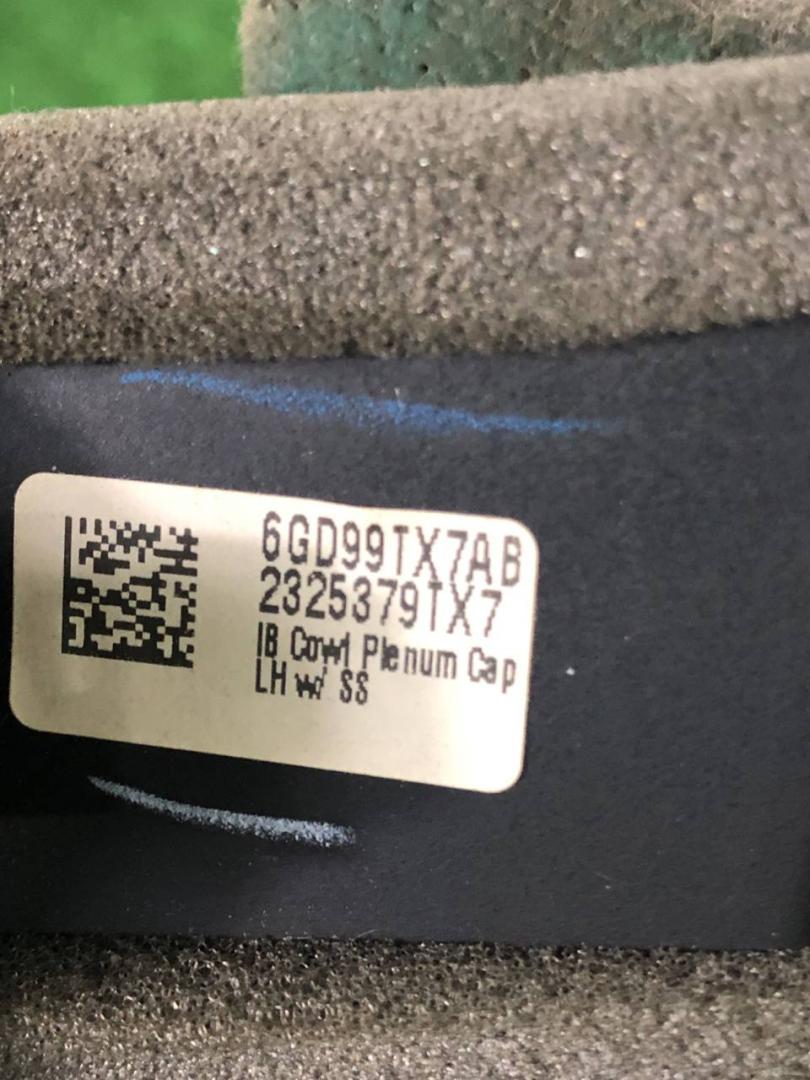 6GD99TX7AB
2325379TX7
IB Cowl Plenum Cap
LH w/ SS